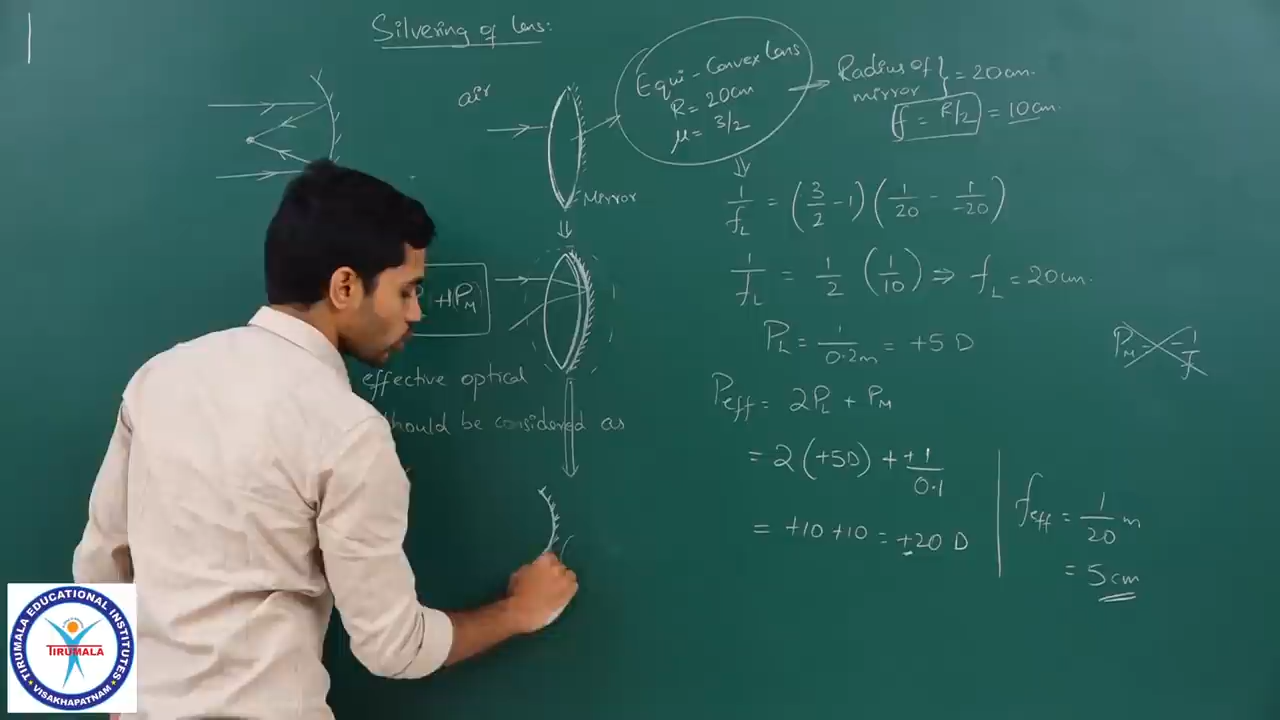 Silvering of lens:
air
Equi-Convex Lens
R = 20cm
μ = 3/2
Radius of mirror } = 20cm.
f = R/2 = 10cm.
Mirror
+ P_M
effective optical
should be considered as
1/f_L = (3/2 - 1)(1/20 - 1/-20)
1/f_L = 1/2 (1/10) ⇒ f_L = 20cm.
P_L = 1/0.2m = +5 D
P_M = -1/f
P_eff = 2P_L + P_M
= 2(+5D) + +1/0.1
= +10 +10 = +20 D
f_eff = 1/20 m
= 5cm
TIRUMALA EDUCATIONAL INSTITUTES
TIRUMALA
VISAKHAPATNAM